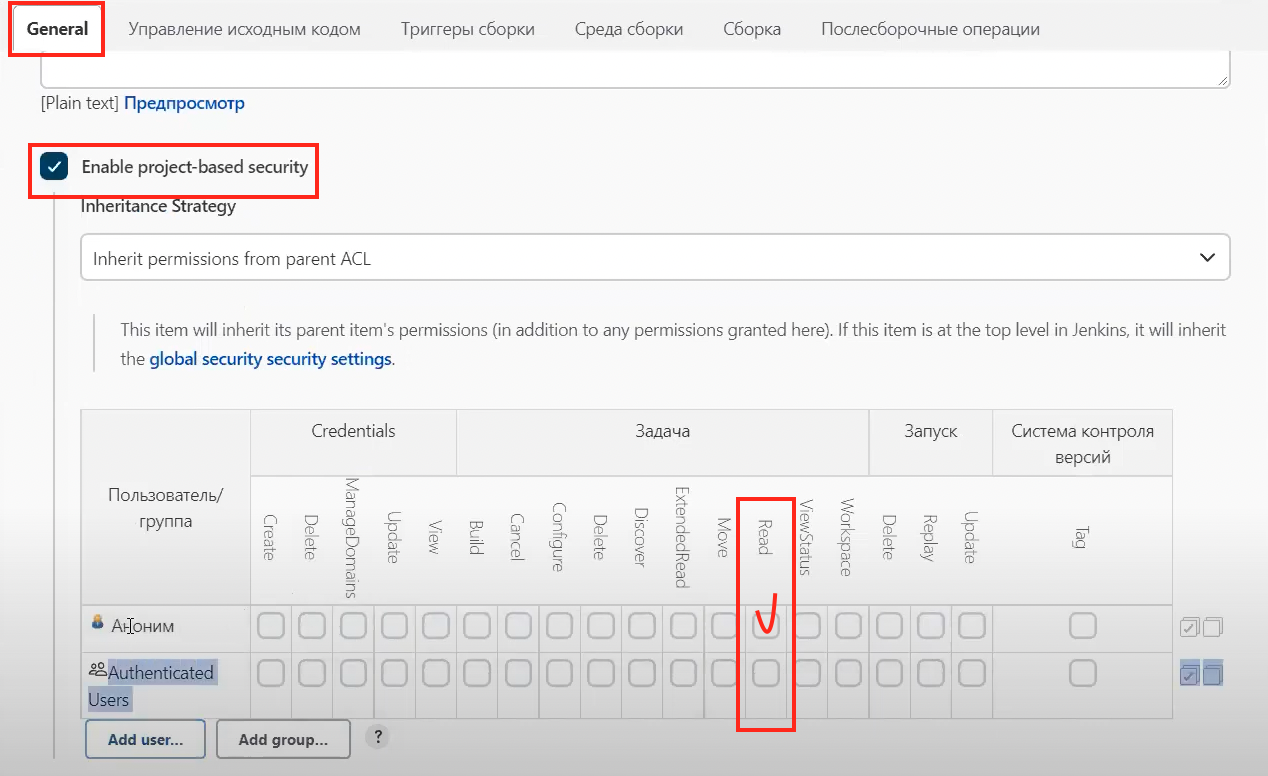 General Управление исходным кодом Триггеры сборки Среда сборки Сборка Послесборочные операции
[Plain text] Предпросмотр
Enable project-based security
Inheritance Strategy
Inherit permissions from parent ACL
This item will inherit its parent item's permissions (in addition to any permissions granted here). If this item is at the top level in Jenkins, it will inherit
the global security security settings.
Пользователь/
группа
Credentials
Задача
Запуск
Система контроля
версий
Create
Delete
ManageDomains
Update
View
Build
Cancel
Configure
Delete
Discover
ExtendedRead
Move
Read
ViewStatus
Workspace
Delete
Replay
Update
Tag
Аноним
Authenticated
Users
Add user... Add group... ?